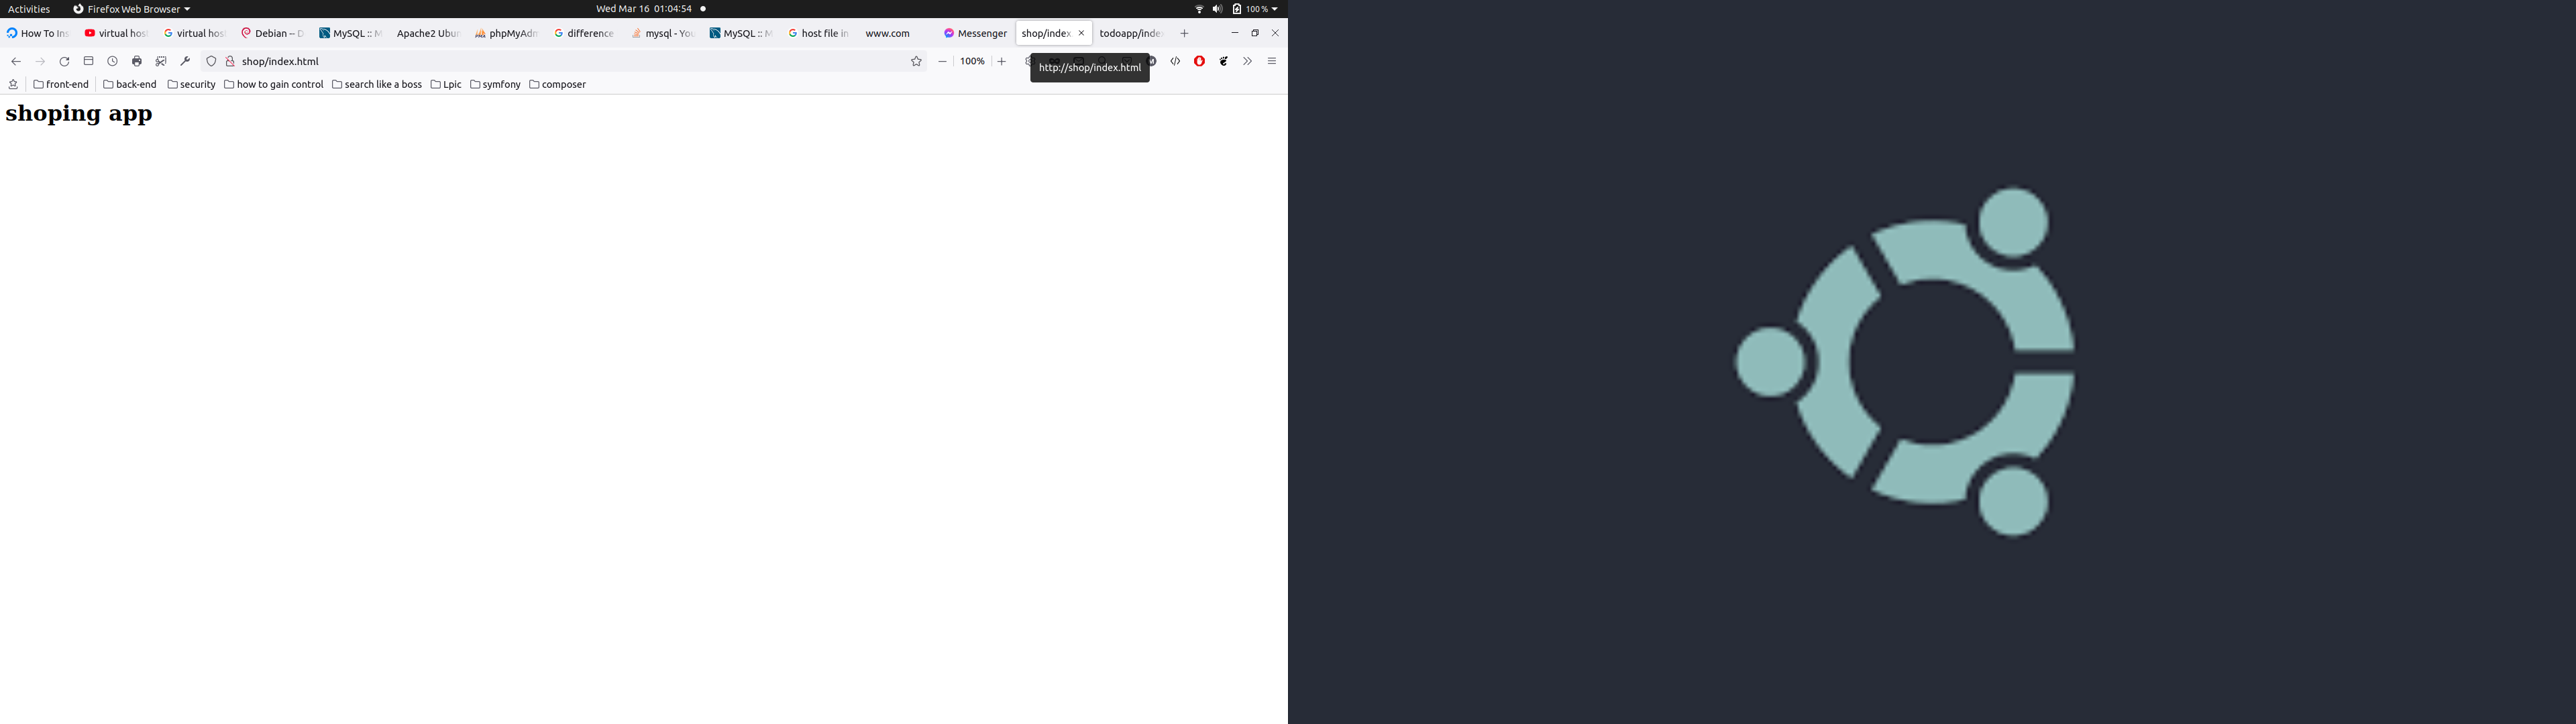 Activities Firefox Web Browser Wed Mar 16 01:04:54 100 %
How To Ins virtual host virtual hos Debian -- D MySQL :: M Apache2 Ubun phpMyAdm difference mysql - You MySQL :: M host file in www.com Messenger shop/index todoapp/index
shop/index.html 100%
http://shop/index.html
front-end back-end security how to gain control search like a boss Lpic symfony composer
shoping app